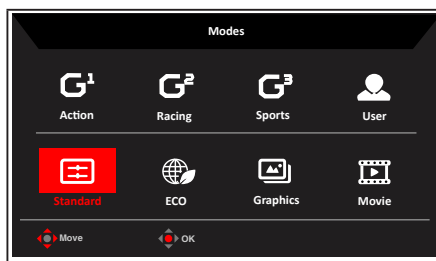 Modes
G¹ G² G³
Action Racing Sports User
Standard ECO Graphics Movie
Move OK